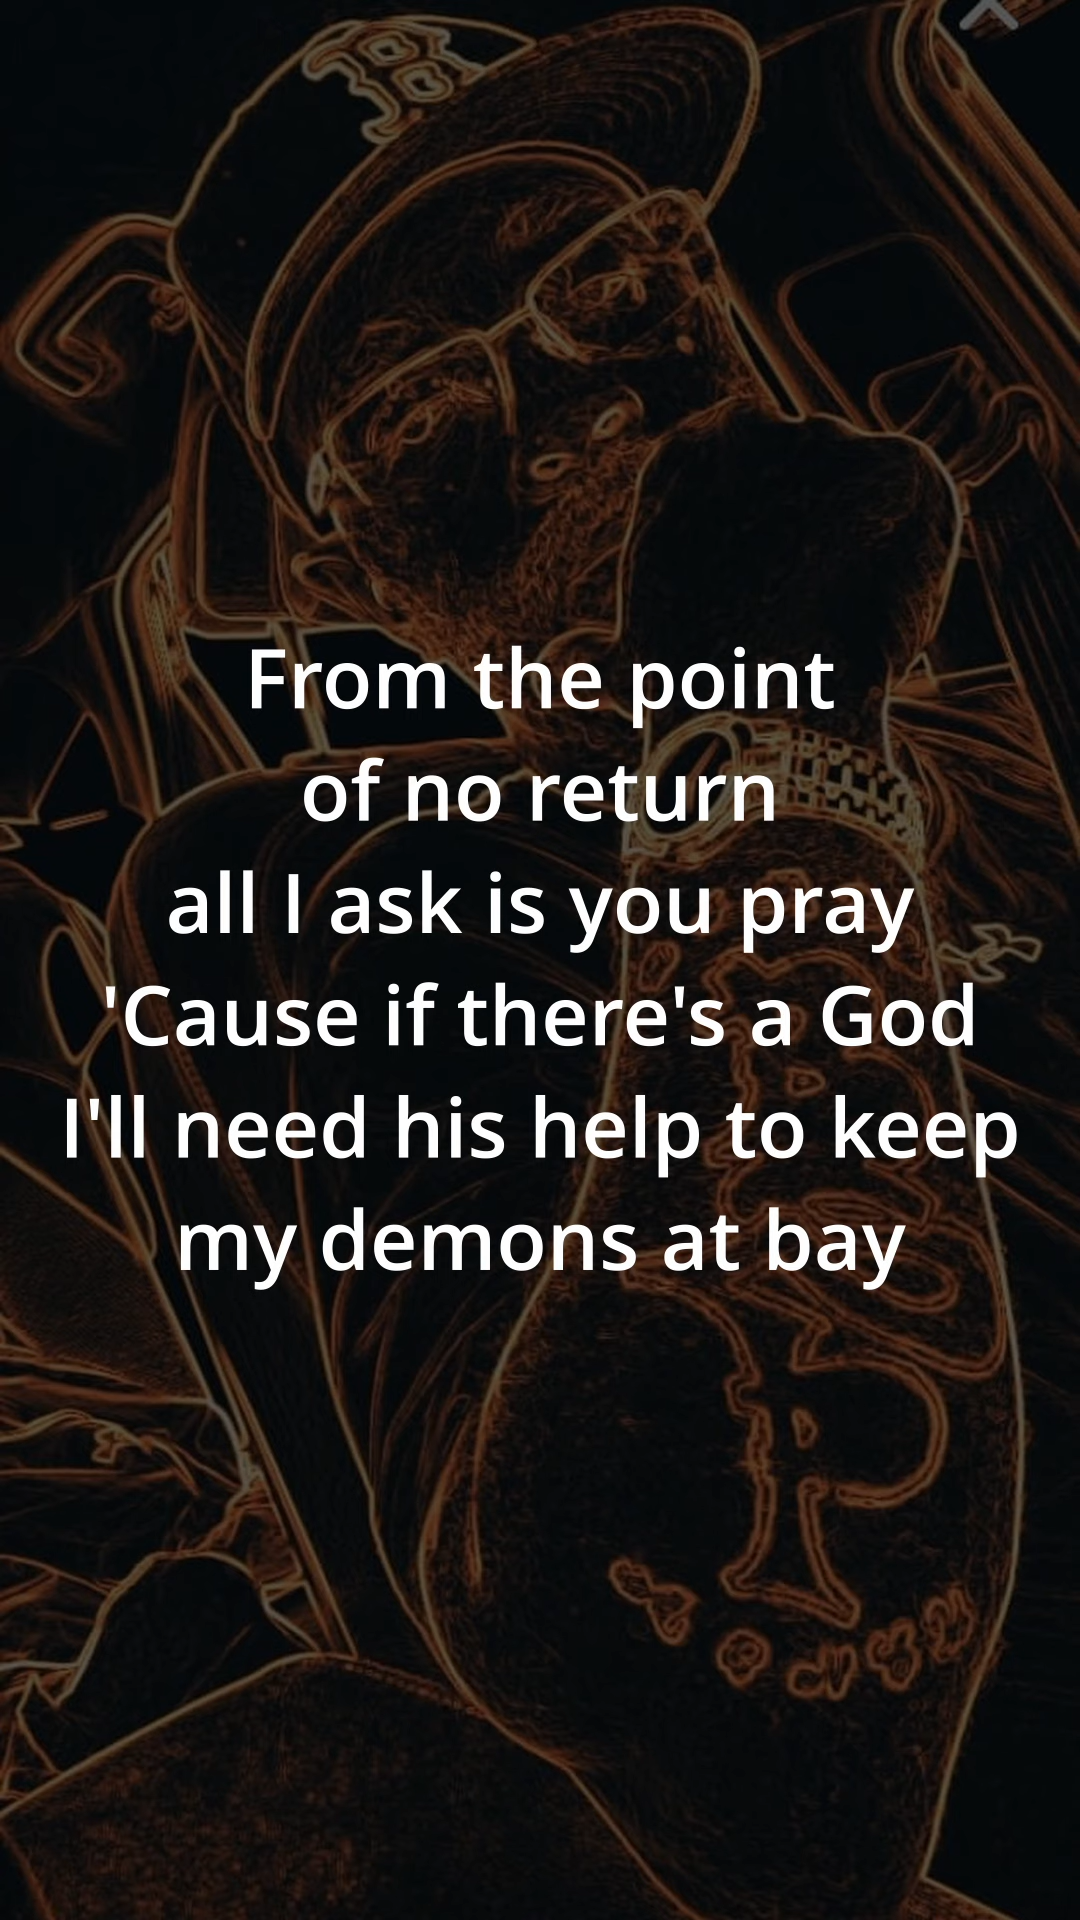 B
From the point
of no return
all I ask is you pray
'Cause if there's a God
I'll need his help to keep
my demons at bay
P